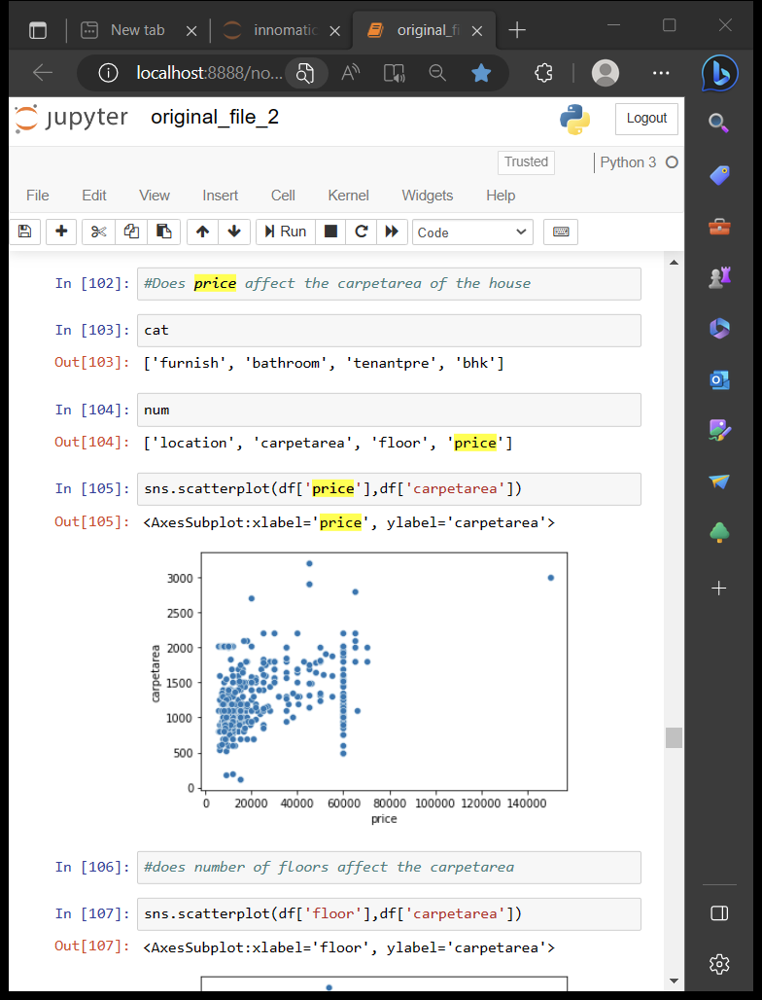 New tab
innomatic
original_fi
localhost:8888/no...
jupyter
original_file_2
Logout
Trusted
Python 3
File Edit View Insert Cell Kernel Widgets Help
Run
Code
In [102]: #Does price affect the carpetarea of the house
In [103]: cat
Out[103]: ['furnish', 'bathroom', 'tenantpre', 'bhk']
In [104]: num
Out[104]: ['location', 'carpetarea', 'floor', 'price']
In [105]: sns.scatterplot(df['price'],df['carpetarea'])
Out[105]: <AxesSubplot:xlabel='price', ylabel='carpetarea'>
3000
2500
2000
1500
1000
500
0
carpetarea
0 20000 40000 60000 80000 100000 120000 140000
price
In [106]: #does number of floors affect the carpetarea
In [107]: sns.scatterplot(df['floor'],df['carpetarea'])
Out[107]: <AxesSubplot:xlabel='floor', ylabel='carpetarea'>